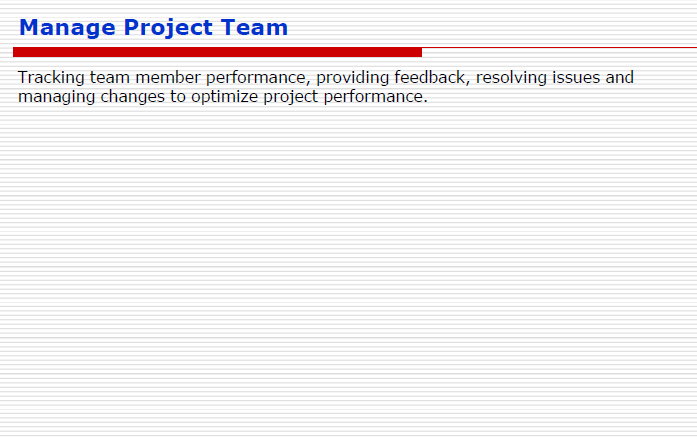 Manage Project Team
Tracking team member performance, providing feedback, resolving issues and
managing changes to optimize project performance.